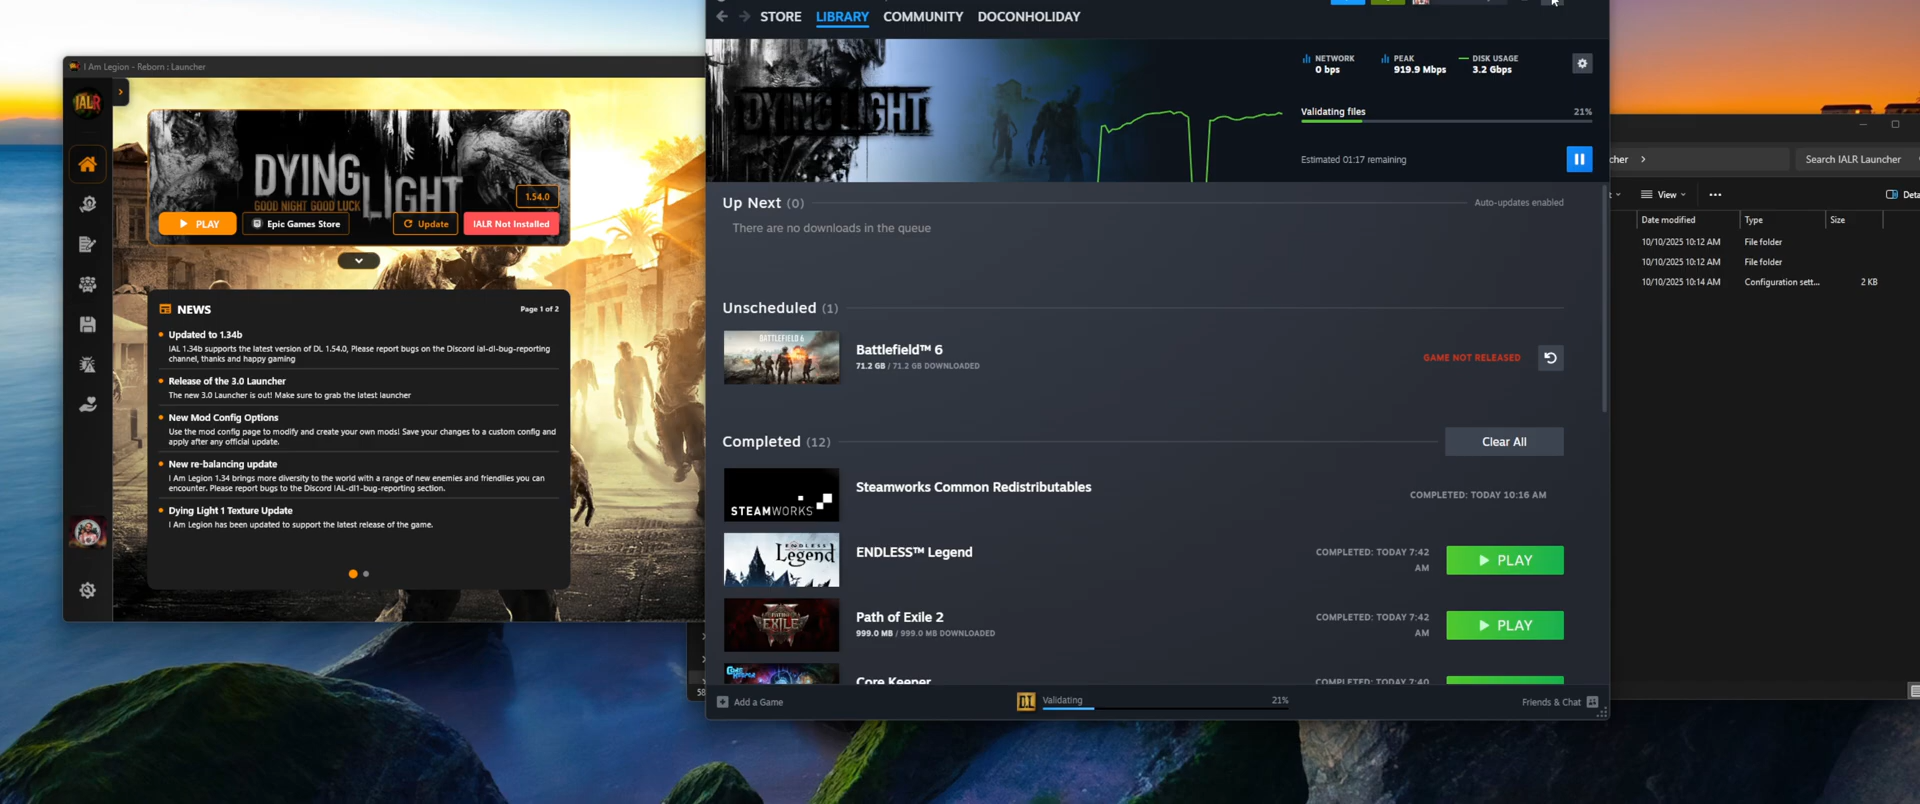 I Am Legion - Reborn : Launcher
IALR
DYING
LIGHT
GOOD NIGHT GOOD LUCK
1.54.0
PLAY
Epic Games Store
Update
IALR Not Installed
NEWS
Page 1 of 2
Updated to 1.34b
IAL 1.34b supports the latest version of DL 1.54.0, Please report bugs on the Discord ial-dl-bug-reporting
channel, thanks and happy gaming
Release of the 3.0 Launcher
The new 3.0 Launcher is out! Make sure to grab the latest launcher
New Mod Config Options
Use the mod config page to modify and create your own mods! Save your changes to a custom config and
apply after any official update.
New re-balancing update
I Am Legion 1.34 brings more diversity to the world with a range of new enemies and friendlies you can
encounter. Please report bugs to the Discord IAL-dl1-bug-reporting section.
Dying Light 1 Texture Update
I Am Legion has been updated to support the latest release of the game.
STORE LIBRARY COMMUNITY DOCONHOLIDAY
DYING LIGHT
NETWORK PEAK DISK USAGE
0 bps 919.9 Mbps 3.2 Gbps
Validating files 21%
Estimated 01:17 remaining
Up Next (0) Auto-updates enabled
There are no downloads in the queue
Unscheduled (1)
BATTLEFIELD 6
Battlefield™ 6
71.2 GB / 71.2 GB DOWNLOADED
GAME NOT RELEASED
Completed (12) Clear All
STEAMWORKS
Steamworks Common Redistributables
COMPLETED: TODAY 10:16 AM
ENDLESS
Legend
ENDLESS™ Legend
COMPLETED: TODAY 7:42
AM
PLAY
EXILE
Path of Exile 2
999.0 MB / 999.0 MB DOWNLOADED
COMPLETED: TODAY 7:42
AM
PLAY
Core Keeper
COMPLETED: TODAY 7:40
Add a Game
Validating 21%
Friends & Chat
58
cher
Search IALR Launcher
View
Deta
Date modified Type Size
10/10/2025 10:12 AM File folder
10/10/2025 10:12 AM File folder
10/10/2025 10:14 AM Configuration sett... 2 KB